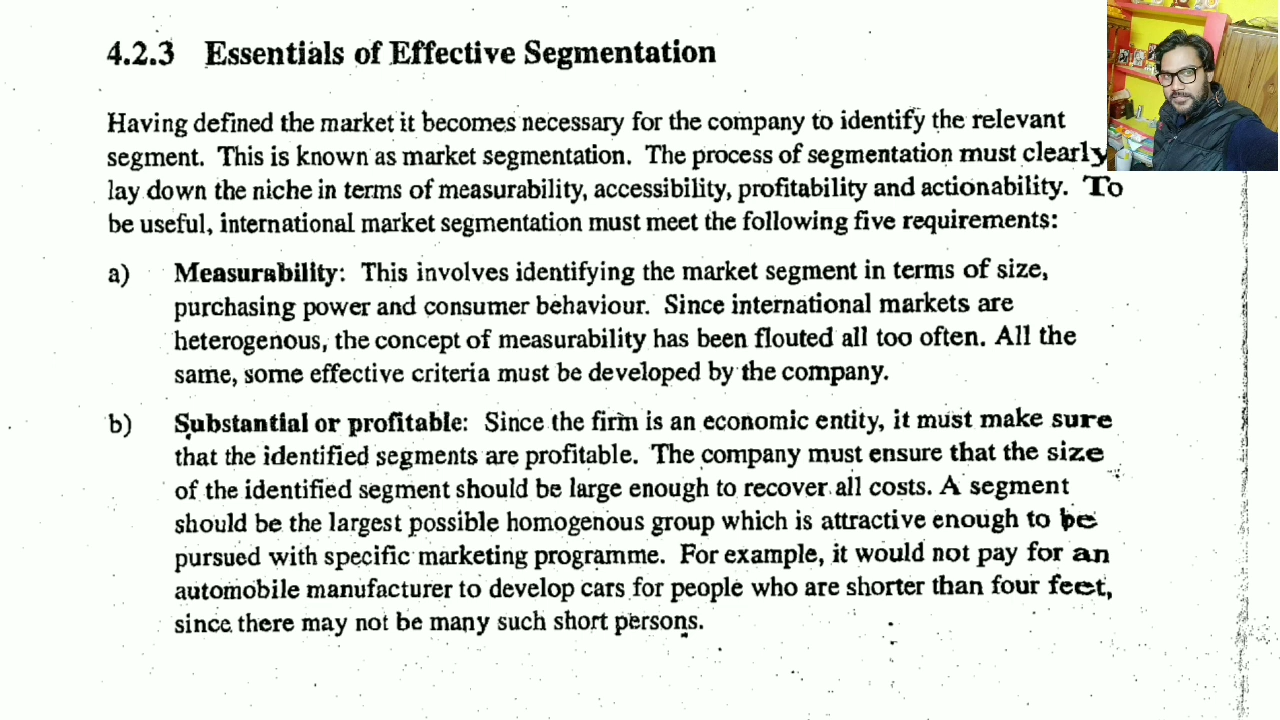 4.2.3 Essentials of Effective Segmentation
Having defined the market it becomes necessary for the company to identify the relevant
segment. This is known as market segmentation. The process of segmentation must clearly
lay down the niche in terms of measurability, accessibility, profitability and actionability. To
be useful, international market segmentation must meet the following five requirements:
a) Measurability: This involves identifying the market segment in terms of size,
purchasing power and consumer behaviour. Since international markets are
heterogenous, the concept of measurability has been flouted all too often. All the
same, some effective criteria must be developed by the company.
b) Substantial or profitable: Since the firm is an economic entity, it must make sure
that the identified segments are profitable. The company must ensure that the size
of the identified segment should be large enough to recover all costs. A segment
should be the largest possible homogenous group which is attractive enough to be
pursued with specific marketing programme. For example, it would not pay for an
automobile manufacturer to develop cars for people who are shorter than four feet,
since there may not be many such short persons.